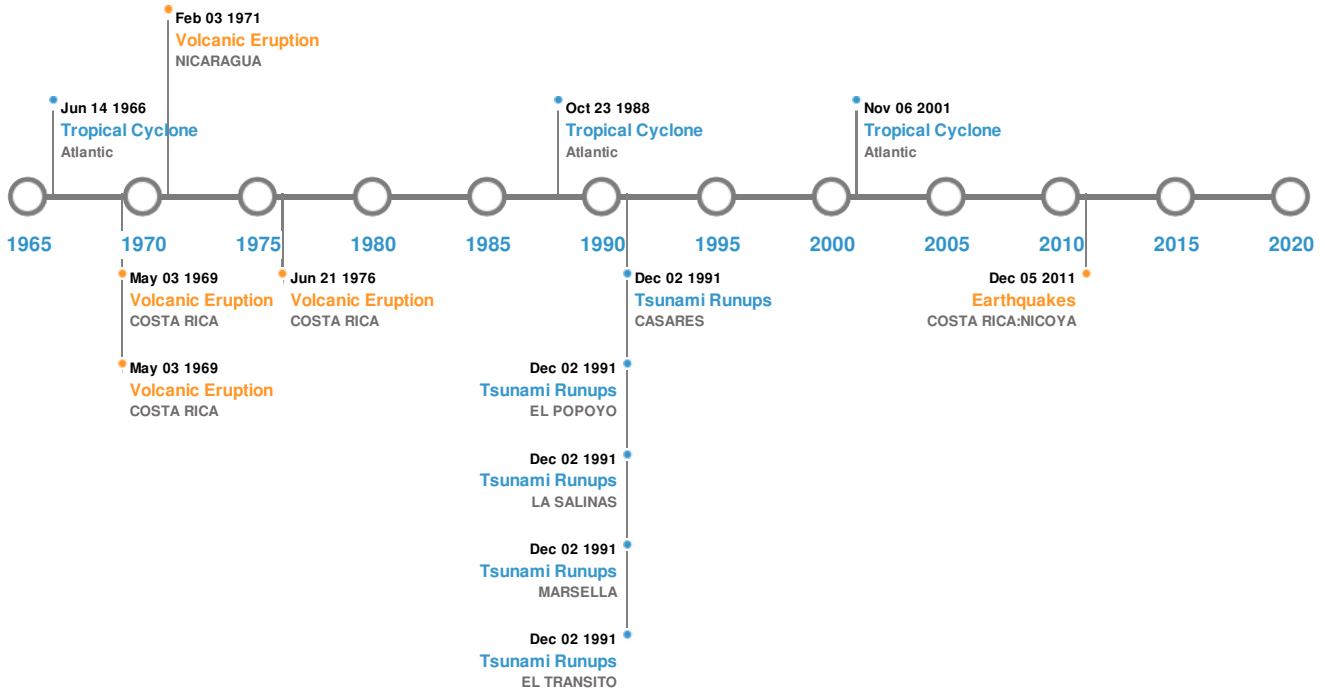 Feb 03 1971
Volcanic Eruption
NICARAGUA
Jun 14 1966
Tropical Cyclone
Atlantic
Oct 23 1988
Tropical Cyclone
Atlantic
Nov 06 2001
Tropical Cyclone
Atlantic
1965 1970 1975 1980 1985 1990 1995 2000 2005 2010 2015 2020
May 03 1969
Volcanic Eruption
COSTA RICA
Jun 21 1976
Volcanic Eruption
COSTA RICA
Dec 02 1991
Tsunami Runups
CASARES
Dec 05 2011
Earthquakes
COSTA RICA:NICOYA
May 03 1969
Volcanic Eruption
COSTA RICA
Dec 02 1991
Tsunami Runups
EL POPOYO
Dec 02 1991
Tsunami Runups
LA SALINAS
Dec 02 1991
Tsunami Runups
MARSELLA
Dec 02 1991
Tsunami Runups
EL TRANSITO